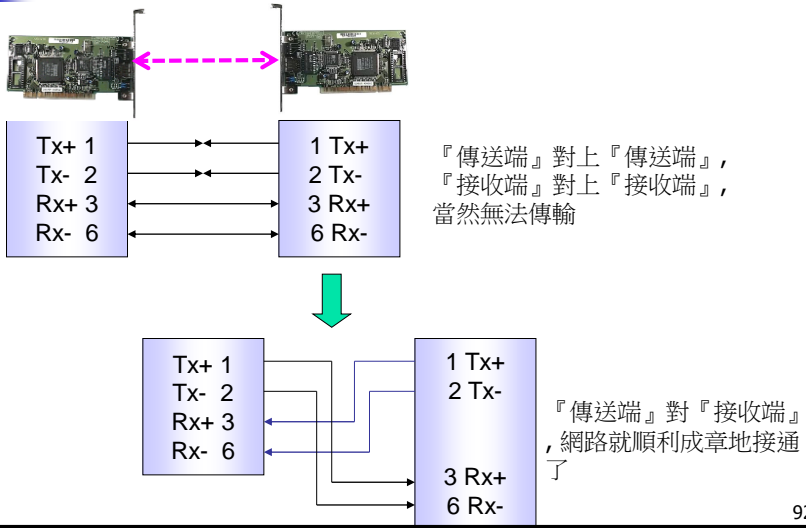 Tx+ 1
Tx- 2
Rx+ 3
Rx- 6
1 Tx+
2 Tx-
3 Rx+
6 Rx-
『傳送端』對上『傳送端』,
『接收端』對上『接收端』,
當然無法傳輸
Tx+ 1
Tx- 2
Rx+ 3
Rx- 6
1 Tx+
2 Tx-
3 Rx+
6 Rx-
『傳送端』對『接收端』
,網路就順利成章地接通
了
92